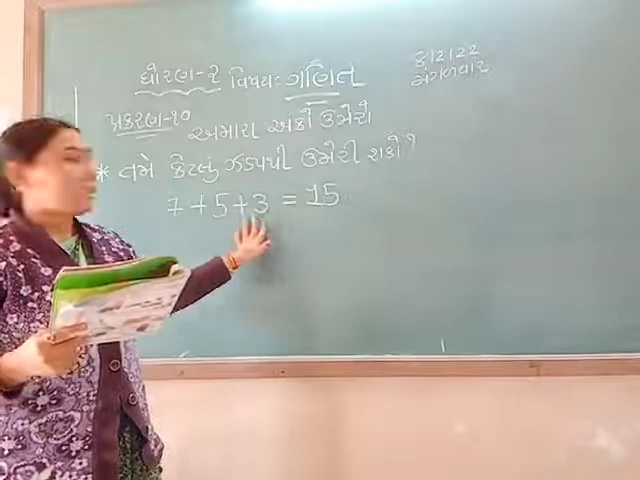 ધોરણ-૨ વિષય: ગણિત
૮/૨/૨૨
મંગળવાર
પ્રકરણ-૧૦
અમારા અંકો ઉમેરો
* તમે કેટલું ઝડપથી ઉમેરી શકો?
7+5+3 = 15